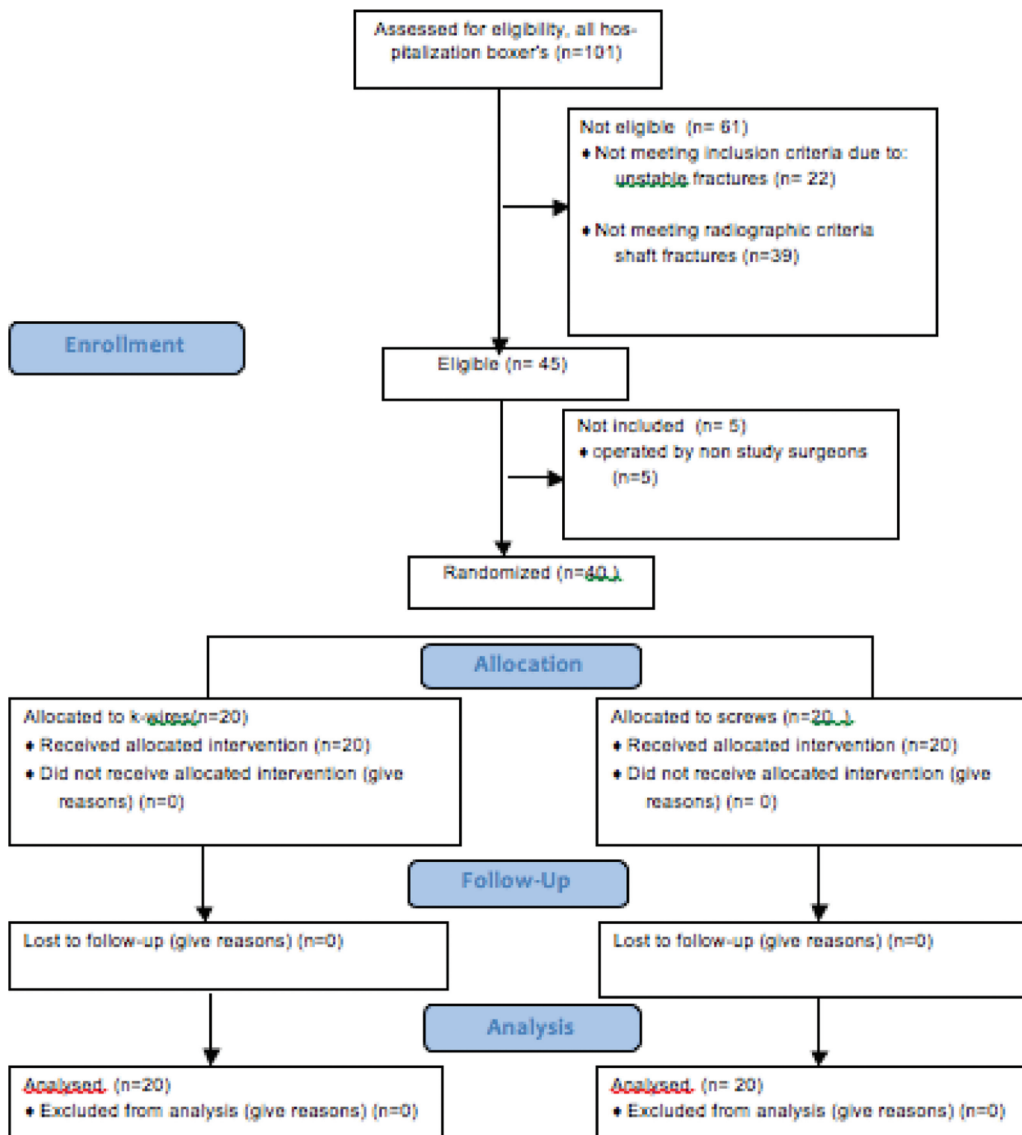 Assessed for eligibility, all hos-
pitalization boxer's (n=101)
Not eligible (n= 61)
♦ Not meeting inclusion criteria due to:
unstable fractures (n= 22)
♦ Not meeting radiographic criteria
shaft fractures (n=39)
Enrollment
Eligible (n= 45)
Not included (n= 5)
♦ operated by non study surgeons
(n=5)
Randomized (n=40 )
Allocation
Allocated to k-wires(n=20)
♦ Received allocated intervention (n=20)
♦ Did not receive allocated intervention (give
reasons) (n=0)
Allocated to screws (n=20 )
♦ Received allocated intervention (n=20)
♦ Did not receive allocated intervention (give
reasons) (n= 0)
Follow-Up
Lost to follow-up (give reasons) (n=0)
Lost to follow-up (give reasons) (n=0)
Analysis
Analysed (n=20)
♦ Excluded from analysis (give reasons) (n=0)
Analysed (n= 20)
♦ Excluded from analysis (give reasons) (n=0)